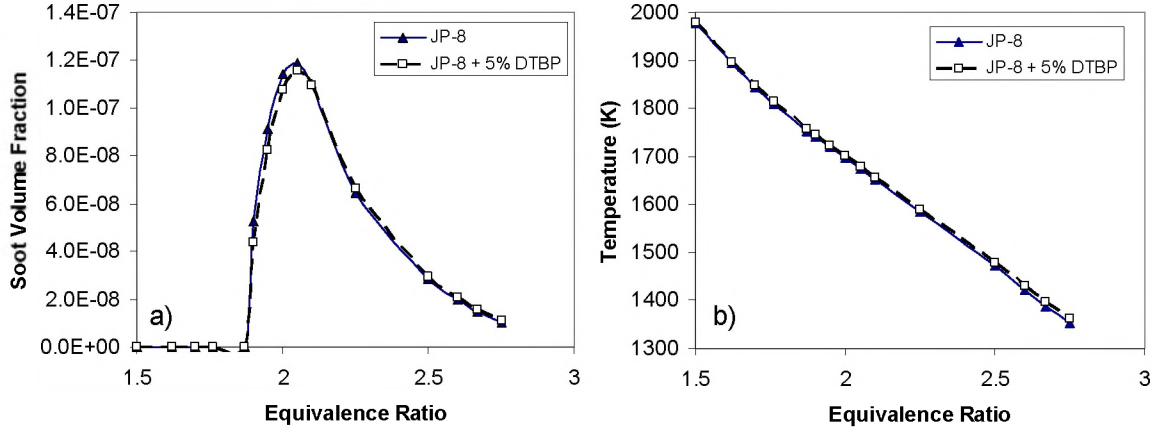 1.4E-07
1.2E-07
1.0E-07
8.0E-08
6.0E-08
4.0E-08
2.0E-08
0.0E+00
Soot Volume Fraction
JP-8
JP-8 + 5% DTBP
a)
1.5
2
2.5
3
Equivalence Ratio
2000
1900
1800
1700
1600
1500
1400
1300
Temperature (K)
JP-8
JP-8 + 5% DTBP
b)
1.5
2
2.5
3
Equivalence Ratio